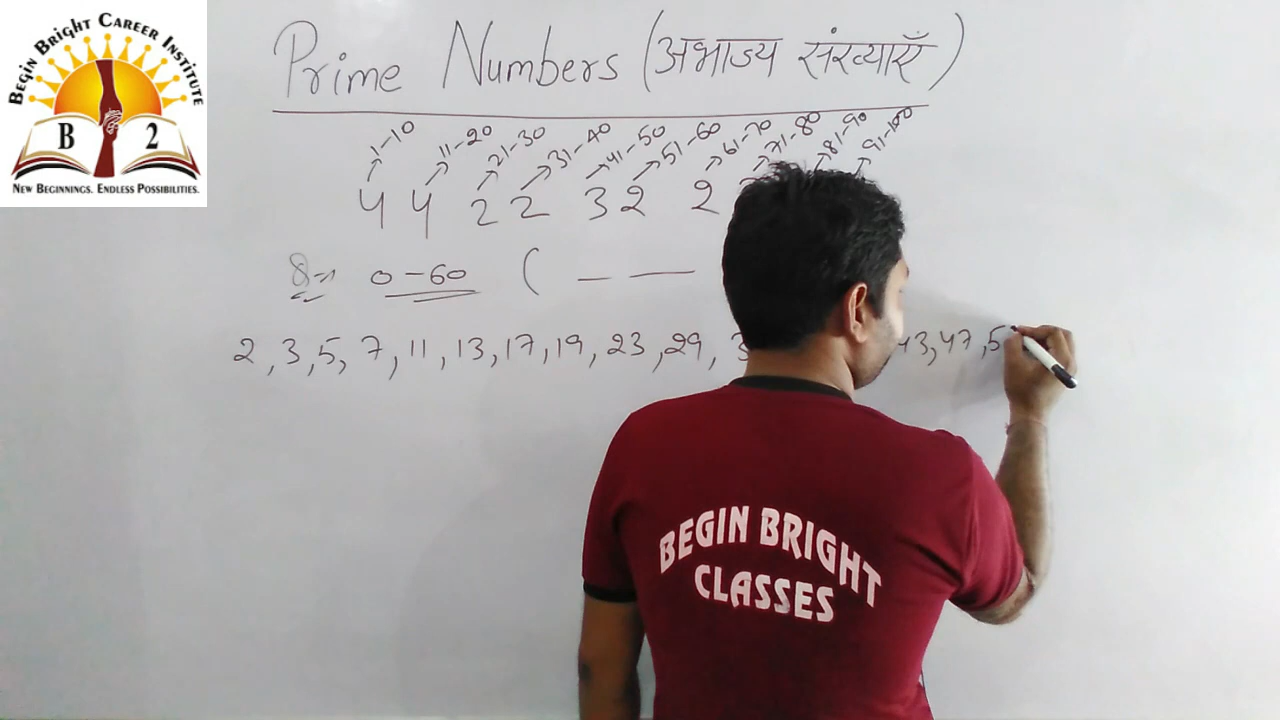 BEGIN BRIGHT CAREER INSTITUTE
B 2
NEW BEGINNINGS. ENDLESS POSSIBILITIES.
Prime Numbers (अभाज्य संख्याएँ)
1-10 11-20 21-30 31-40 41-50 51-60 61-70 71-80 81-90 91-100
4 4 2 2 3 2 2
0-60 (
2, 3, 5, 7, 11, 13, 17, 19, 23, 29, 3 43, 47, 5
BEGIN BRIGHT
CLASSES